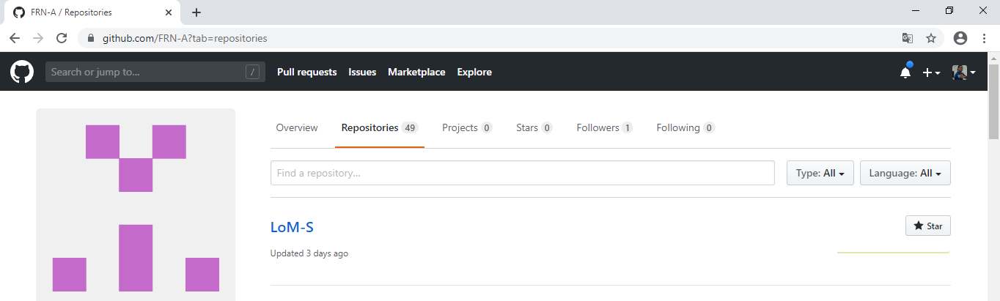 FRN-A / Repositories
github.com/FRN-A?tab=repositories
Search or jump to... /
Pull requests Issues Marketplace Explore
Overview Repositories 49 Projects 0 Stars 0 Followers 1 Following 0
Find a repository...
Type: All Language: All
LoM-S
Star
Updated 3 days ago